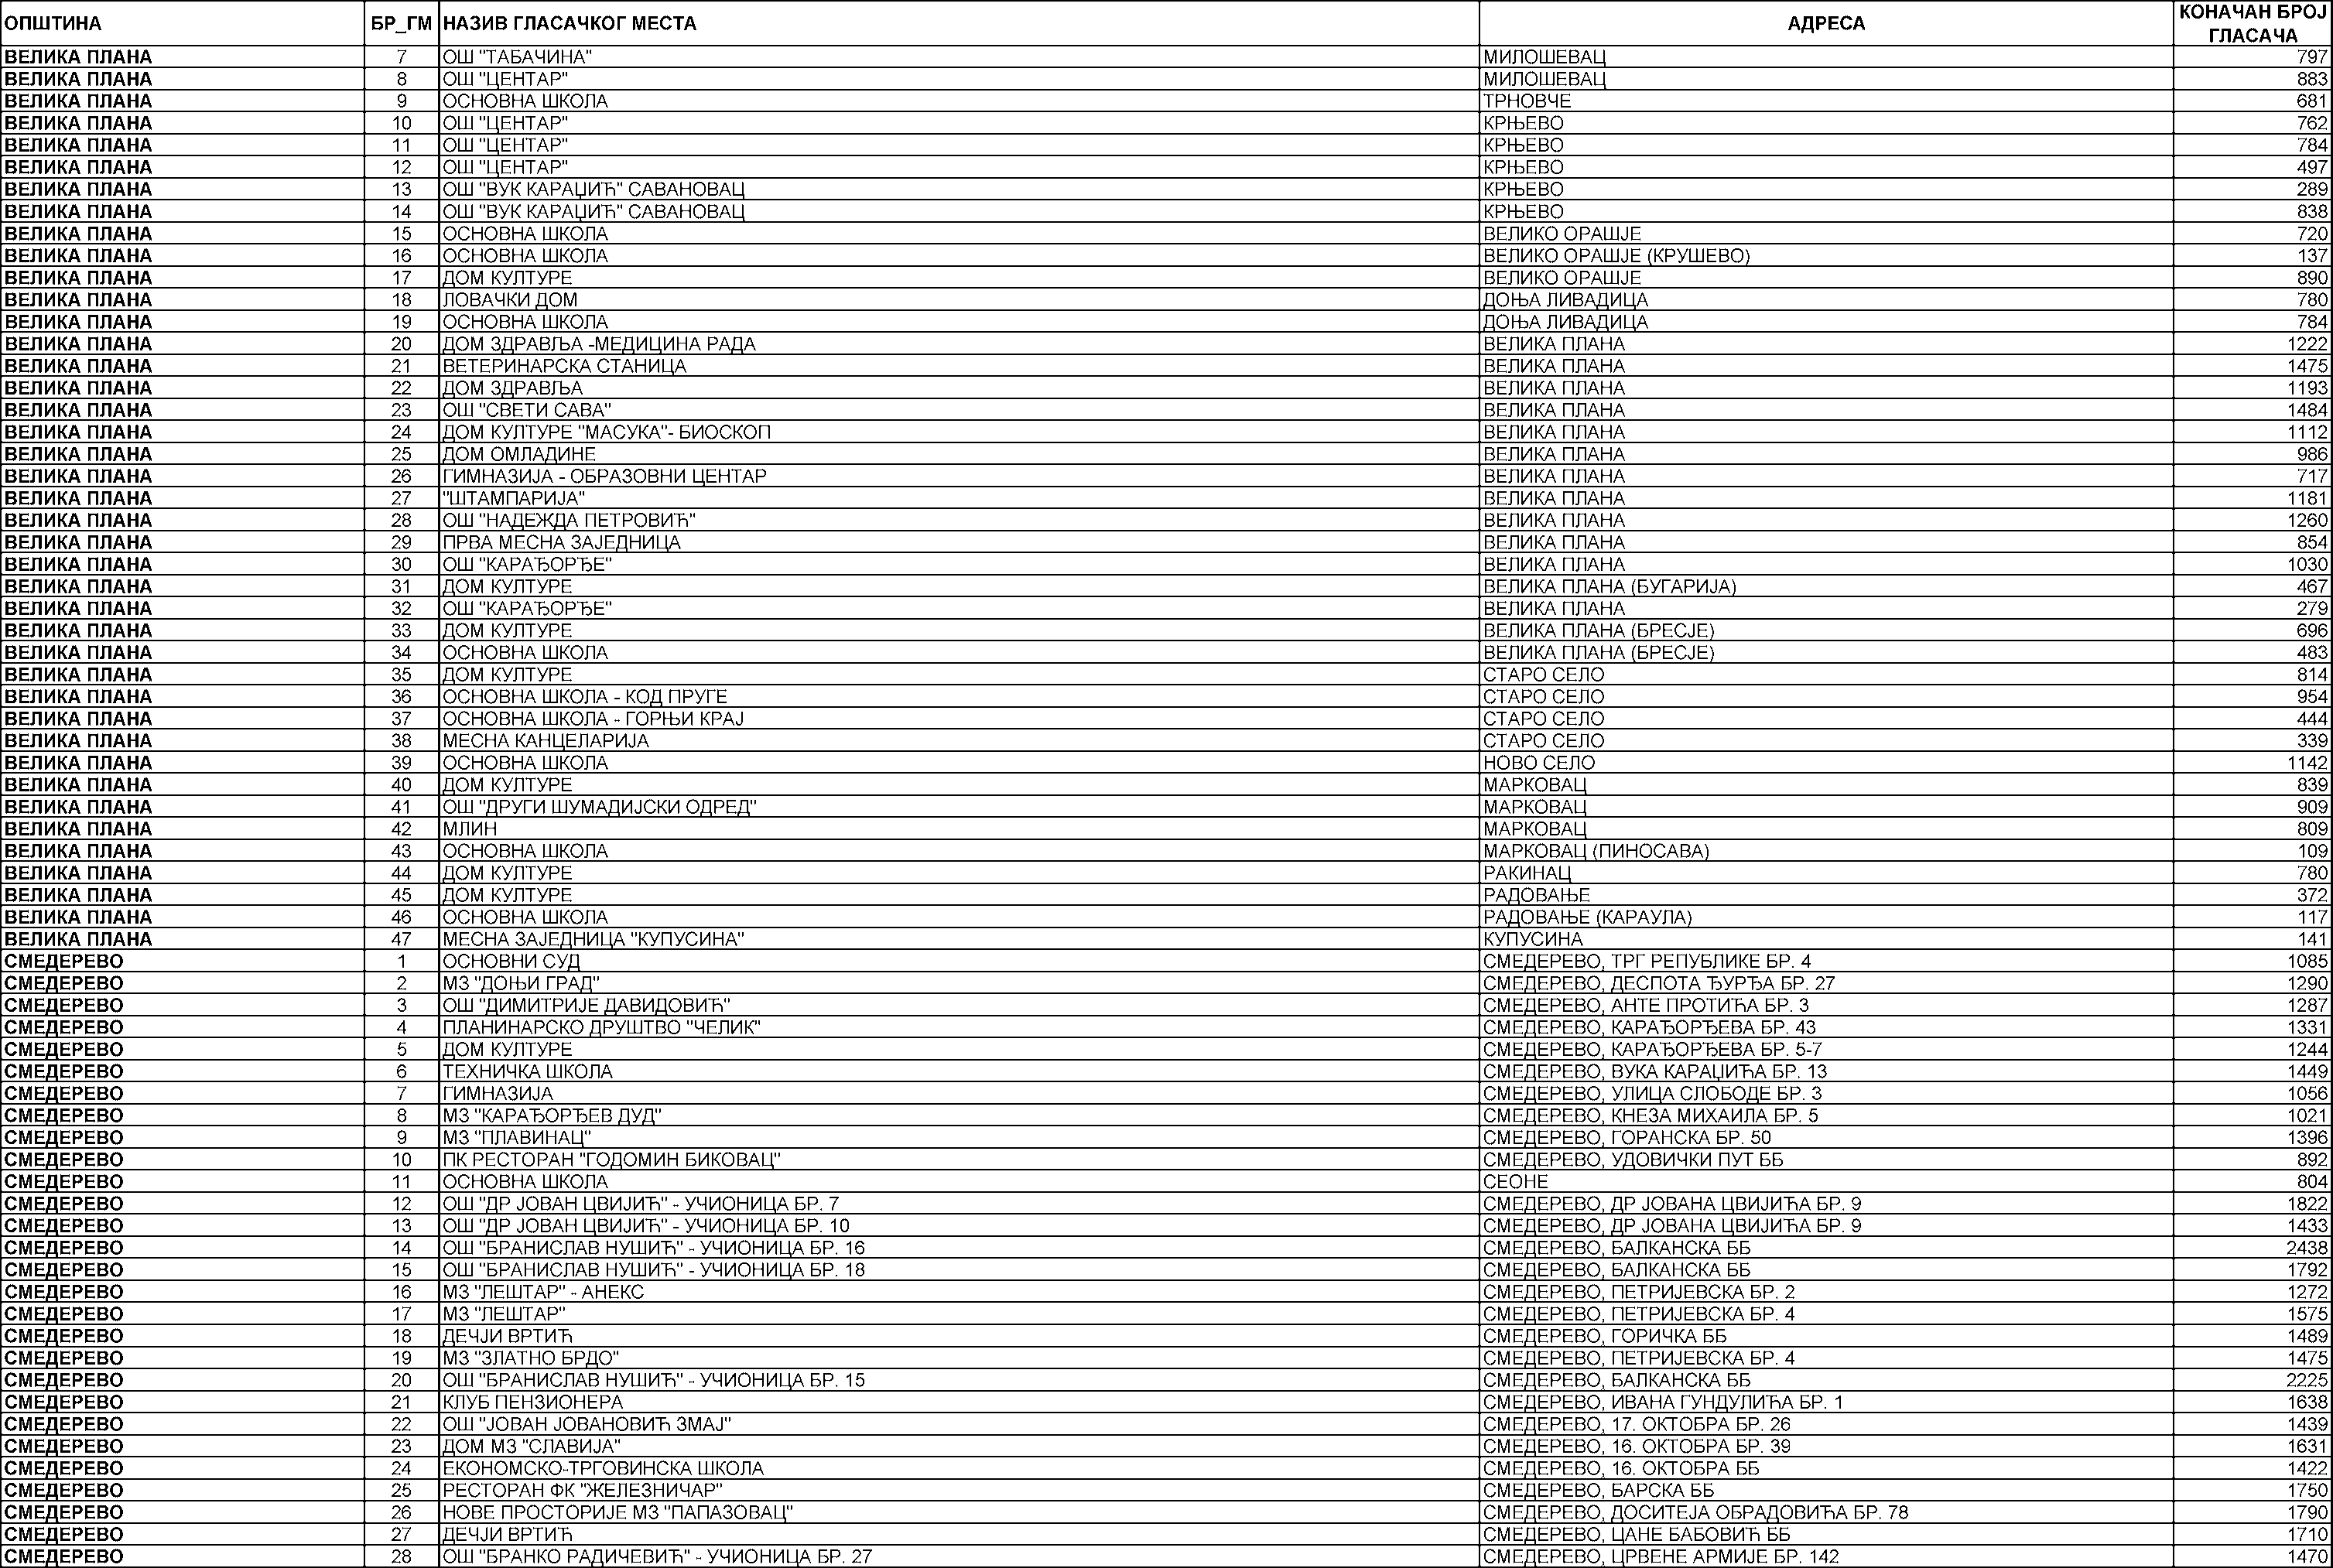 ОПШТИНА БР_ГМ НАЗИВ ГЛАСАЧКОГ МЕСТА АДРЕСА КОНАЧАН БРОЈ ГЛАСАЧА
ВЕЛИКА ПЛАНА 7 ОШ "ТАБАЧИНА" МИЛОШЕВАЦ 797
ВЕЛИКА ПЛАНА 8 ОШ "ЦЕНТАР" МИЛОШЕВАЦ 883
ВЕЛИКА ПЛАНА 9 ОСНОВНА ШКОЛА ТРНОВЧЕ 681
ВЕЛИКА ПЛАНА 10 ОШ "ЦЕНТАР" КРЊЕВО 762
ВЕЛИКА ПЛАНА 11 ОШ "ЦЕНТАР" КРЊЕВО 784
ВЕЛИКА ПЛАНА 12 ОШ "ЦЕНТАР" КРЊЕВО 497
ВЕЛИКА ПЛАНА 13 ОШ "ВУК КАРАЏИЋ" САВАНОВАЦ КРЊЕВО 289
ВЕЛИКА ПЛАНА 14 ОШ "ВУК КАРАЏИЋ" САВАНОВАЦ КРЊЕВО 838
ВЕЛИКА ПЛАНА 15 ОСНОВНА ШКОЛА ВЕЛИКО ОРАШЈЕ 720
ВЕЛИКА ПЛАНА 16 ОСНОВНА ШКОЛА ВЕЛИКО ОРАШЈЕ (КРУШЕВО) 137
ВЕЛИКА ПЛАНА 17 ДОМ КУЛТУРЕ ВЕЛИКО ОРАШЈЕ 890
ВЕЛИКА ПЛАНА 18 ЛОВАЧКИ ДОМ ДОЊА ЛИВАДИЦА 780
ВЕЛИКА ПЛАНА 19 ОСНОВНА ШКОЛА ДОЊА ЛИВАДИЦА 784
ВЕЛИКА ПЛАНА 20 ДОМ ЗДРАВЉА -МЕДИЦИНА РАДА ВЕЛИКА ПЛАНА 1222
ВЕЛИКА ПЛАНА 21 ВЕТЕРИНАРСКА СТАНИЦА ВЕЛИКА ПЛАНА 1475
ВЕЛИКА ПЛАНА 22 ДОМ ЗДРАВЉА ВЕЛИКА ПЛАНА 1193
ВЕЛИКА ПЛАНА 23 ОШ "СВЕТИ САВА" ВЕЛИКА ПЛАНА 1484
ВЕЛИКА ПЛАНА 24 ДОМ КУЛТУРЕ "МАСУКА"- БИОСКОП ВЕЛИКА ПЛАНА 1112
ВЕЛИКА ПЛАНА 25 ДОМ ОМЛАДИНЕ ВЕЛИКА ПЛАНА 986
ВЕЛИКА ПЛАНА 26 ГИМНАЗИЈА - ОБРАЗОВНИ ЦЕНТАР ВЕЛИКА ПЛАНА 717
ВЕЛИКА ПЛАНА 27 "ШТАМПАРИЈА" ВЕЛИКА ПЛАНА 1181
ВЕЛИКА ПЛАНА 28 ОШ "НАДЕЖДА ПЕТРОВИЋ" ВЕЛИКА ПЛАНА 1260
ВЕЛИКА ПЛАНА 29 ПРВА МЕСНА ЗАЈЕДНИЦА ВЕЛИКА ПЛАНА 854
ВЕЛИКА ПЛАНА 30 ОШ "КАРАЂОРЂЕ" ВЕЛИКА ПЛАНА 1030
ВЕЛИКА ПЛАНА 31 ДОМ КУЛТУРЕ ВЕЛИКА ПЛАНА (БУГАРИЈА) 467
ВЕЛИКА ПЛАНА 32 ОШ "КАРАЂОРЂЕ" ВЕЛИКА ПЛАНА 279
ВЕЛИКА ПЛАНА 33 ДОМ КУЛТУРЕ ВЕЛИКА ПЛАНА (БРЕСЈЕ) 696
ВЕЛИКА ПЛАНА 34 ОСНОВНА ШКОЛА ВЕЛИКА ПЛАНА (БРЕСЈЕ) 483
ВЕЛИКА ПЛАНА 35 ДОМ КУЛТУРЕ СТАРО СЕЛО 814
ВЕЛИКА ПЛАНА 36 ОСНОВНА ШКОЛА - КОД ПРУГЕ СТАРО СЕЛО 954
ВЕЛИКА ПЛАНА 37 ОСНОВНА ШКОЛА - ГОРЊИ КРАЈ СТАРО СЕЛО 444
ВЕЛИКА ПЛАНА 38 МЕСНА КАНЦЕЛАРИЈА СТАРО СЕЛО 339
ВЕЛИКА ПЛАНА 39 ОСНОВНА ШКОЛА НОВО СЕЛО 1142
ВЕЛИКА ПЛАНА 40 ДОМ КУЛТУРЕ МАРКОВАЦ 839
ВЕЛИКА ПЛАНА 41 ОШ "ДРУГИ ШУМАДИЈСКИ ОДРЕД" МАРКОВАЦ 909
ВЕЛИКА ПЛАНА 42 МЛИН МАРКОВАЦ 809
ВЕЛИКА ПЛАНА 43 ОСНОВНА ШКОЛА МАРКОВАЦ (ПИНОСАВА) 109
ВЕЛИКА ПЛАНА 44 ДОМ КУЛТУРЕ РАКИНАЦ 780
ВЕЛИКА ПЛАНА 45 ДОМ КУЛТУРЕ РАДОВАЊЕ 372
ВЕЛИКА ПЛАНА 46 ОСНОВНА ШКОЛА РАДОВАЊЕ (КАРАУЛА) 117
ВЕЛИКА ПЛАНА 47 МЕСНА ЗАЈЕДНИЦА "КУПУСИНА" КУПУСИНА 141
СМЕДЕРЕВО 1 ОСНОВНИ СУД СМЕДЕРЕВО, ТРГ РЕПУБЛИКЕ БР. 4 1085
СМЕДЕРЕВО 2 МЗ "ДОЊИ ГРАД" СМЕДЕРЕВО, ДЕСПОТА ЂУРЂА БР. 27 1290
СМЕДЕРЕВО 3 ОШ "ДИМИТРИЈЕ ДАВИДОВИЋ" СМЕДЕРЕВО, АНТЕ ПРОТИЋА БР. 3 1287
СМЕДЕРЕВО 4 ПЛАНИНАРСКО ДРУШТВО "ЧЕЛИК" СМЕДЕРЕВО, КАРАЂОРЂЕВА БР. 43 1331
СМЕДЕРЕВО 5 ДОМ КУЛТУРЕ СМЕДЕРЕВО, КАРАЂОРЂЕВА БР. 5-7 1244
СМЕДЕРЕВО 6 ТЕХНИЧКА ШКОЛА СМЕДЕРЕВО, ВУКА КАРАЏИЋА БР. 13 1449
СМЕДЕРЕВО 7 ГИМНАЗИЈА СМЕДЕРЕВО, УЛИЦА СЛОБОДЕ БР. 3 1056
СМЕДЕРЕВО 8 МЗ "КАРАЂОРЂЕВ ДУД" СМЕДЕРЕВО, КНЕЗА МИХАИЛА БР. 5 1021
СМЕДЕРЕВО 9 МЗ "ПЛАВИНАЦ" СМЕДЕРЕВО, ГОРАНСКА БР. 50 1396
СМЕДЕРЕВО 10 ПК РЕСТОРАН "ГОДОМИН БИКОВАЦ" СМЕДЕРЕВО, УДОВИЧКИ ПУТ ББ 892
СМЕДЕРЕВО 11 ОСНОВНА ШКОЛА СЕОНЕ 804
СМЕДЕРЕВО 12 ОШ "ДР ЈОВАН ЦВИЈИЋ" - УЧИОНИЦА БР. 7 СМЕДЕРЕВО, ДР ЈОВАНА ЦВИЈИЋА БР. 9 1822
СМЕДЕРЕВО 13 ОШ "ДР ЈОВАН ЦВИЈИЋ" - УЧИОНИЦА БР. 10 СМЕДЕРЕВО, ДР ЈОВАНА ЦВИЈИЋА БР. 9 1433
СМЕДЕРЕВО 14 ОШ "БРАНИСЛАВ НУШИЋ" - УЧИОНИЦА БР. 16 СМЕДЕРЕВО, БАЛКАНСКА ББ 2438
СМЕДЕРЕВО 15 ОШ "БРАНИСЛАВ НУШИЋ" - УЧИОНИЦА БР. 18 СМЕДЕРЕВО, БАЛКАНСКА ББ 1792
СМЕДЕРЕВО 16 МЗ "ЛЕШТАР" - АНЕКС СМЕДЕРЕВО, ПЕТРИЈЕВСКА БР. 2 1272
СМЕДЕРЕВО 17 МЗ "ЛЕШТАР" СМЕДЕРЕВО, ПЕТРИЈЕВСКА БР. 4 1575
СМЕДЕРЕВО 18 ДЕЧЈИ ВРТИЋ СМЕДЕРЕВО, ГОРИЧКА ББ 1489
СМЕДЕРЕВО 19 МЗ "ЗЛАТНО БРДО" СМЕДЕРЕВО, ПЕТРИЈЕВСКА БР. 4 1475
СМЕДЕРЕВО 20 ОШ "БРАНИСЛАВ НУШИЋ" - УЧИОНИЦА БР. 15 СМЕДЕРЕВО, БАЛКАНСКА ББ 2225
СМЕДЕРЕВО 21 КЛУБ ПЕНЗИОНЕРА СМЕДЕРЕВО, ИВАНА ГУНДУЛИЋА БР. 1 1638
СМЕДЕРЕВО 22 ОШ "ЈОВАН ЈОВАНОВИЋ ЗМАЈ" СМЕДЕРЕВО, 17. ОКТОБРА БР. 26 1439
СМЕДЕРЕВО 23 ДОМ МЗ "СЛАВИЈА" СМЕДЕРЕВО, 16. ОКТОБРА БР. 39 1631
СМЕДЕРЕВО 24 ЕКОНОМСКО-ТРГОВИНСКА ШКОЛА СМЕДЕРЕВО, 16. ОКТОБРА ББ 1422
СМЕДЕРЕВО 25 РЕСТОРАН ФК "ЖЕЛЕЗНИЧАР" СМЕДЕРЕВО, БАРСКА ББ 1750
СМЕДЕРЕВО 26 НОВЕ ПРОСТОРИЈЕ МЗ "ПАПАЗОВАЦ" СМЕДЕРЕВО, ДОСИТЕЈА ОБРАДОВИЋА БР. 78 1790
СМЕДЕРЕВО 27 ДЕЧЈИ ВРТИЋ СМЕДЕРЕВО, ЦАНЕ БАБОВИЋ ББ 1710
СМЕДЕРЕВО 28 ОШ "БРАНКО РАДИЧЕВИЋ" - УЧИОНИЦА БР. 27 СМЕДЕРЕВО, ЦРВЕНЕ АРМИЈЕ БР. 142 1470